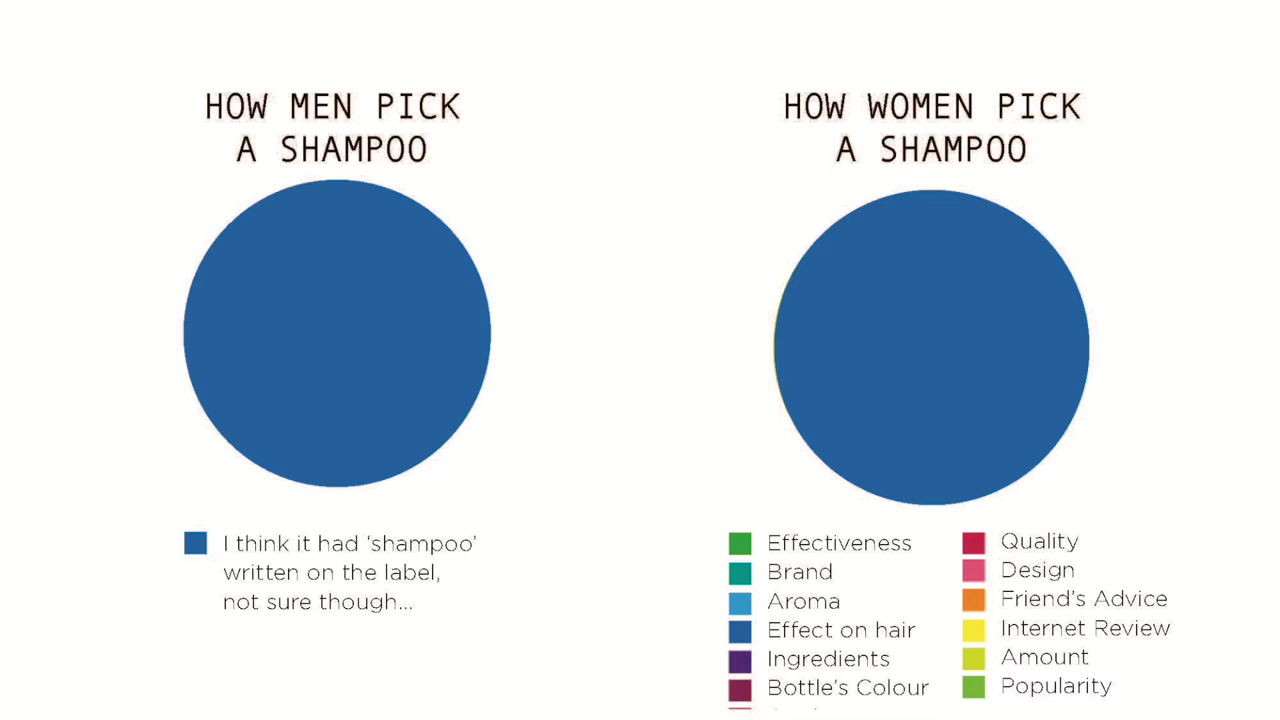 HOW MEN PICK
A SHAMPOO
I think it had ‘shampoo’
written on the label,
not sure though...
HOW WOMEN PICK
A SHAMPOO
Effectiveness
Brand
Aroma
Effect on hair
Ingredients
Bottle's Colour
Quality
Design
Friend's Advice
Internet Review
Amount
Popularity